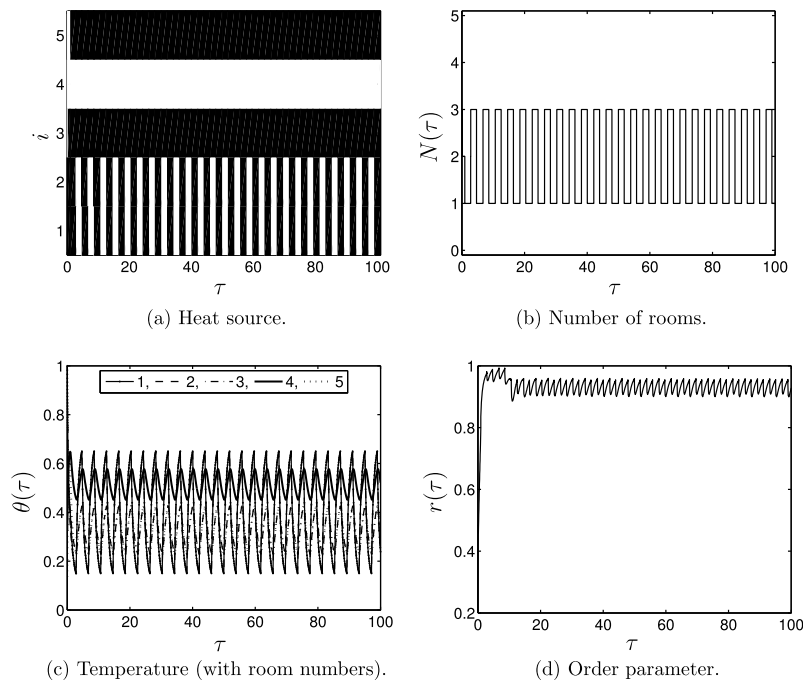 5
4
3
2
1
i
0 20 40 60 80 100
τ
(a) Heat source.
5
4
3
2
1
0
N(τ)
0 20 40 60 80 100
τ
(b) Number of rooms.
1
0.8
0.6
0.4
0.2
0
θ(τ)
1, 2, 3, 4, 5
0 20 40 60 80 100
τ
(c) Temperature (with room numbers).
1
0.8
0.6
0.4
0.2
r(τ)
0 20 40 60 80 100
τ
(d) Order parameter.